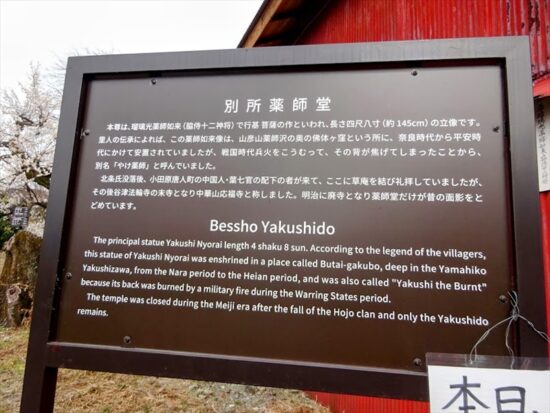 別所薬師堂
本尊は、瑠璃光薬師如来(脇侍十二神将)で行基菩薩の作といわれ、長さ四尺八寸(約145cm)の立像です。
里人の伝承によれば、この薬師如来像は、山彦山薬師沢の奥の佛体ヶ窪という所に、奈良時代から平安時
代にかけて安置されていましたが、戦国時代兵火をこうむって、その背が焦げてしまったことから、
別名「やけ薬師」と呼んでいました。
北条氏没落後、小田原唐人町の中国人・葉七官の配下の者が来て、ここに草庵を結び礼拝していましたが、
その後谷津法輪寺の末寺となり中華山応福寺と称しました。明治に廃寺となり薬師堂だけが昔の面影をと
どめています。
Bessho Yakushido
The principal statue Yakushi Nyorai length 4 shaku 8 sun. According to the legend of the villagers,
this statue of Yakushi Nyorai was enshrined in a place called Butai-gakubo, deep in the Yamahiko
Yakushizawa, from the Nara period to the Heian period, and was also called "Yakushi the Burnt"
because its back was burned by a military fire during the Warring States period.
The temple was closed during the Meiji era after the fall of the Hojo clan and only the Yakushido
remains.
本日